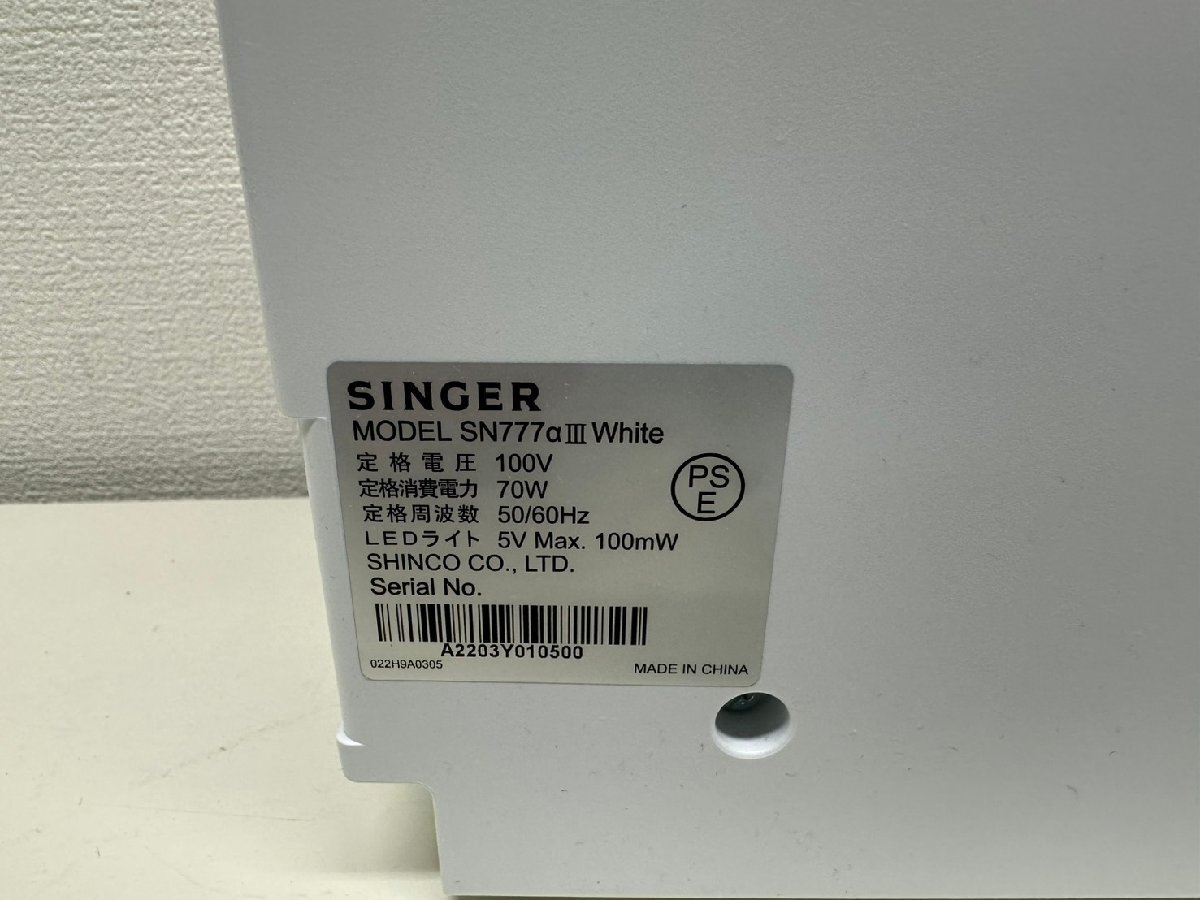 SINGER
MODEL SN777αⅢ White
定格電圧 100V
定格消費電力 70W
定格周波数 50/60Hz
LEDライト 5V Max. 100mW
SHINCO CO., LTD.
Serial No.
A2203Y010500
022H9A0305
MADE IN CHINA
PS
E